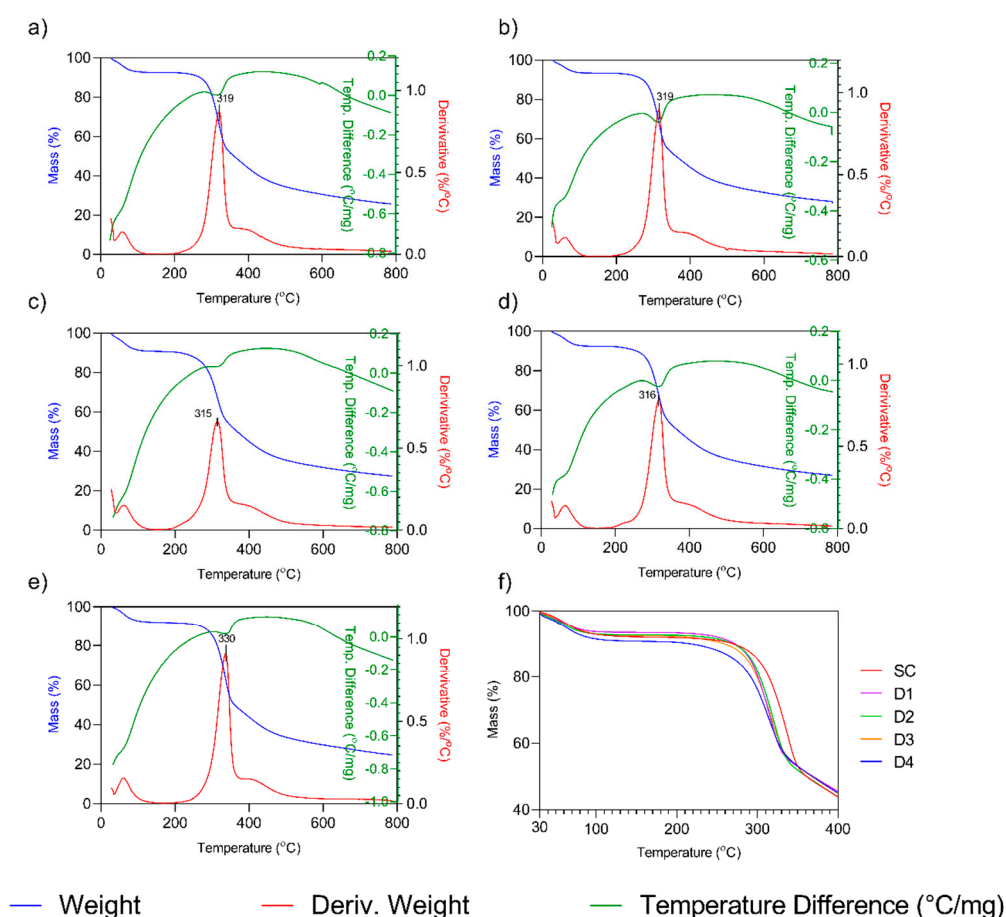 a)
100
80
60
40
20
0
Mass (%)
0 200 400 600 800
Temperature (°C)
319
0.2
0.0
-0.2
-0.4
-0.6
-0.8
Temp. Difference (°C/mg)
1.0
0.5
0.0
Derivative (%/°C)
b)
100
80
60
40
20
0
Mass (%)
0 200 400 600 800
Temperature (°C)
319
0.2
0.0
-0.2
-0.4
-0.6
Temp. Difference (°C/mg)
1.0
0.5
0.0
Derivative (%/°C)
c)
100
80
60
40
20
0
Mass (%)
0 200 400 600 800
Temperature (°C)
315
0.2
0.0
-0.2
-0.4
-0.6
-0.8
Temp. Difference (°C/mg)
1.0
0.5
0.0
Derivivative (%/°C)
d)
100
80
60
40
20
0
Mass (%)
0 200 400 600 800
Temperature (°C)
316
0.2
0.0
-0.2
-0.4
-0.6
Temp. Difference (°C/mg)
1.0
0.5
0.0
Derivative (%/°C)
e)
100
80
60
40
20
0
Mass (%)
0 200 400 600 800
Temperature (°C)
330
0.0
-0.2
-0.4
-0.6
-0.8
-1.0
Temp. Difference (°C/mg)
1.0
0.5
0.0
Derivative (%/°C)
f)
100
80
60
40
Mass (%)
30 100 200 300 400
Temperature (°C)
SC
D1
D2
D3
D4
Weight Deriv. Weight Temperature Difference (°C/mg)